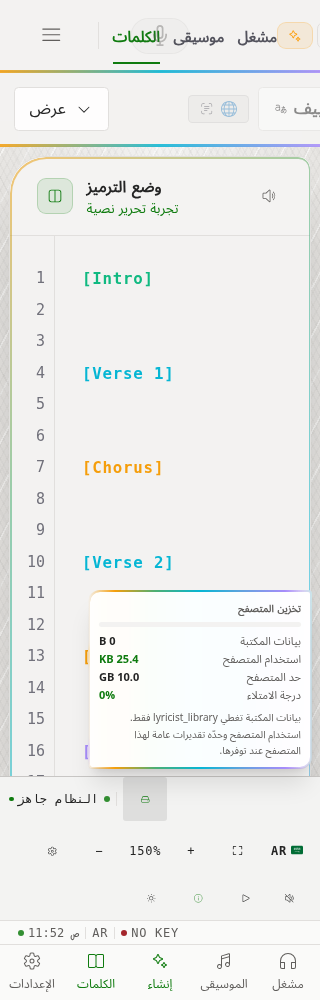 الكلمات
موسيقى
مشغل
عرض
يف
وضع الترميز
تجربة تحرير نصية
1 [Intro]
2
3
4 [Verse 1]
5
6
7 [Chorus]
8
9
10 [Verse 2]
11
12
13 [
14
15
16 [
تخزين المتصفح
بيانات المكتبة 0 B
استخدام المتصفح 25.4 KB
حد المتصفح 10.0 GB
درجة الامتلاء 0%
بيانات المكتبة تغطي lyricist_library فقط.
استخدام المتصفح وحدّه تقديرات عامة لهذا
المتصفح عند توفرها.
النظام جاهز
− 150% + AR
11:52 ص AR NO KEY
مشغل
الموسيقى
إنشاء
الكلمات
الإعدادات